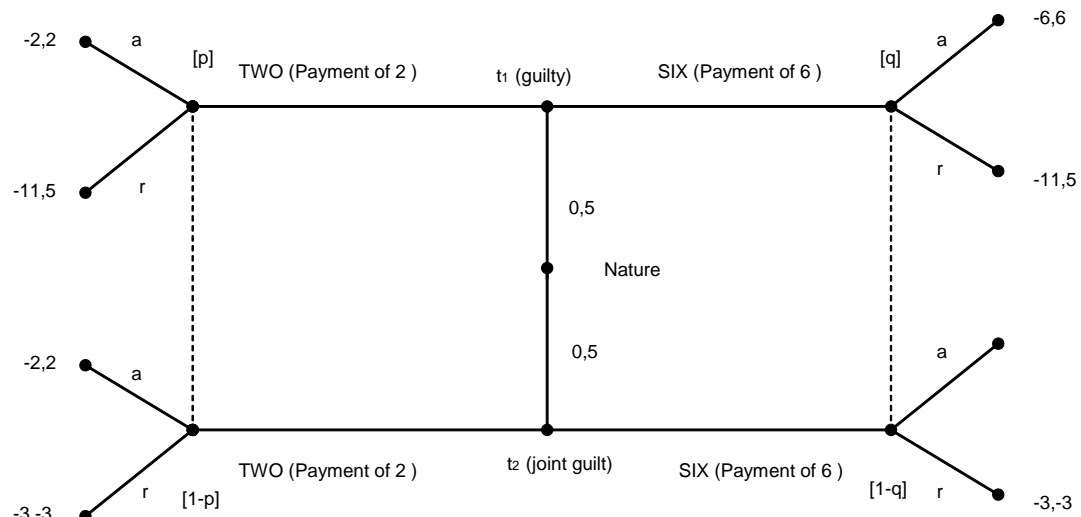 -2,2 a [p] TWO (Payment of 2 ) t1 (guilty) SIX (Payment of 6 ) [q] a -6,6
-11,5 r r -11,5
0,5
Nature
0,5
-2,2 a a
TWO (Payment of 2 ) t2 (joint guilt) SIX (Payment of 6 )
r [1-p] [1-q] r -3,-3
-3,-3